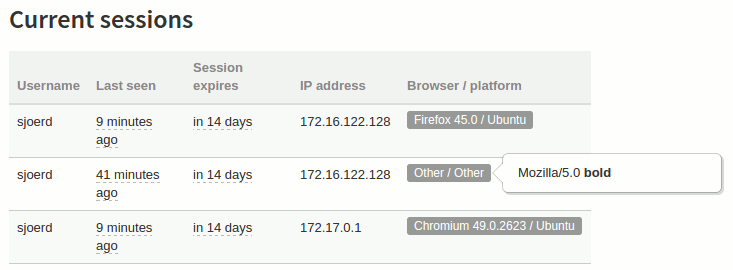 Current sessions
Username Last seen Session expires IP address Browser / platform
sjoerd 9 minutes ago in 14 days 172.16.122.128 Firefox 45.0 / Ubuntu
sjoerd 41 minutes ago in 14 days 172.16.122.128 Other / Other Mozilla/5.0 bold
sjoerd 9 minutes ago in 14 days 172.17.0.1 Chromium 49.0.2623 / Ubuntu